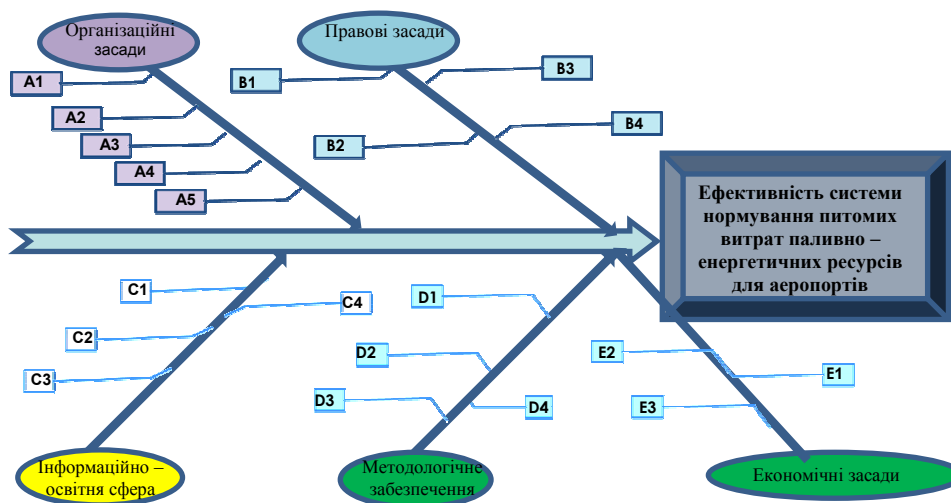 Організаційні
засади
Правові засади
A1
A2
A3
A4
A5
B1
B2
B3
B4
Ефективність системи
нормування питомих
витрат паливно –
енергетичних ресурсів
для аеропортів
C1
C2
C3
C4
D1
D2
D3
D4
E2
E1
E3
Інформаційно –
освітня сфера
Методологічне
забезпечення
Економічні засади